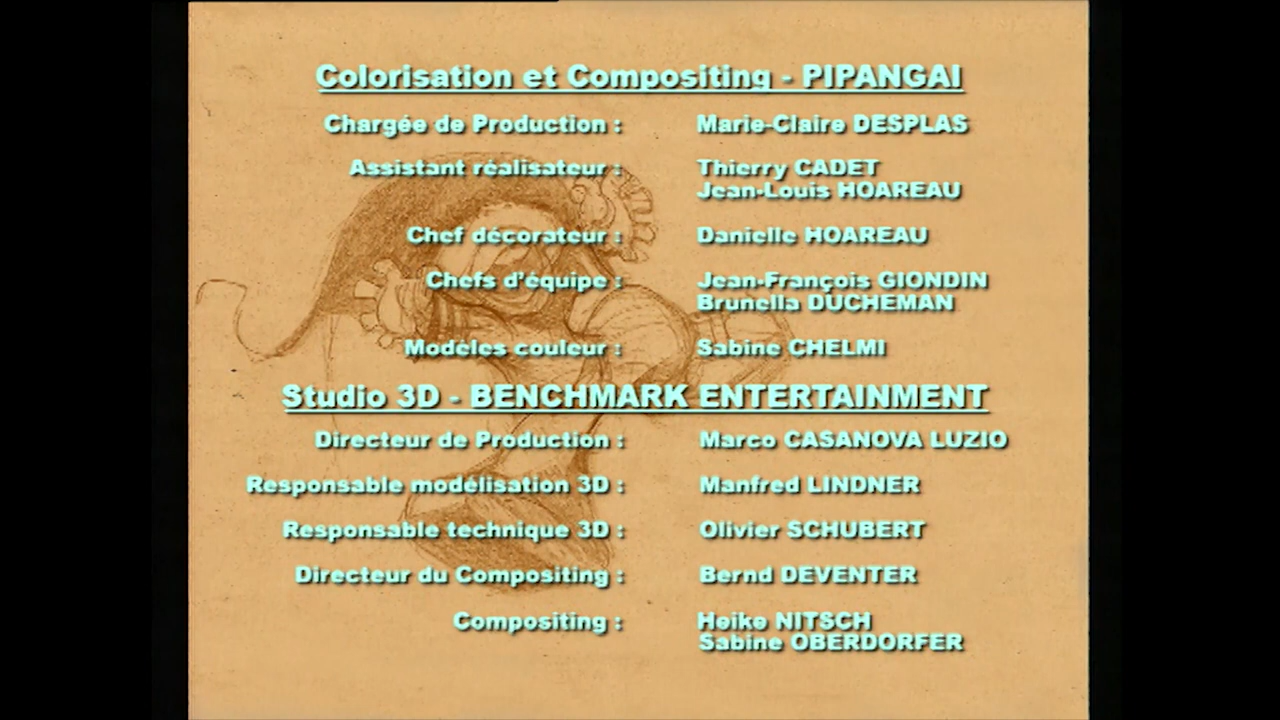 Colorisation et Compositing - PIPANGAI
Chargée de Production : Marie-Claire DESPLAS
Assistant réalisateur : Thierry CADET
Jean-Louis HOAREAU
Chef décorateur : Danielle HOAREAU
Chefs d'équipe : Jean-François GIONDIN
Brunella DUCHEMAN
Modèles couleur : Sabine CHELMI
Studio 3D - BENCHMARK ENTERTAINMENT
Directeur de Production : Marco CASANOVA LUZIO
Responsable modélisation 3D : Manfred LINDNER
Responsable technique 3D : Olivier SCHUBERT
Directeur du Compositing : Bernd DEVENTER
Compositing : Heike NITSCH
Sabine OBERDORFER